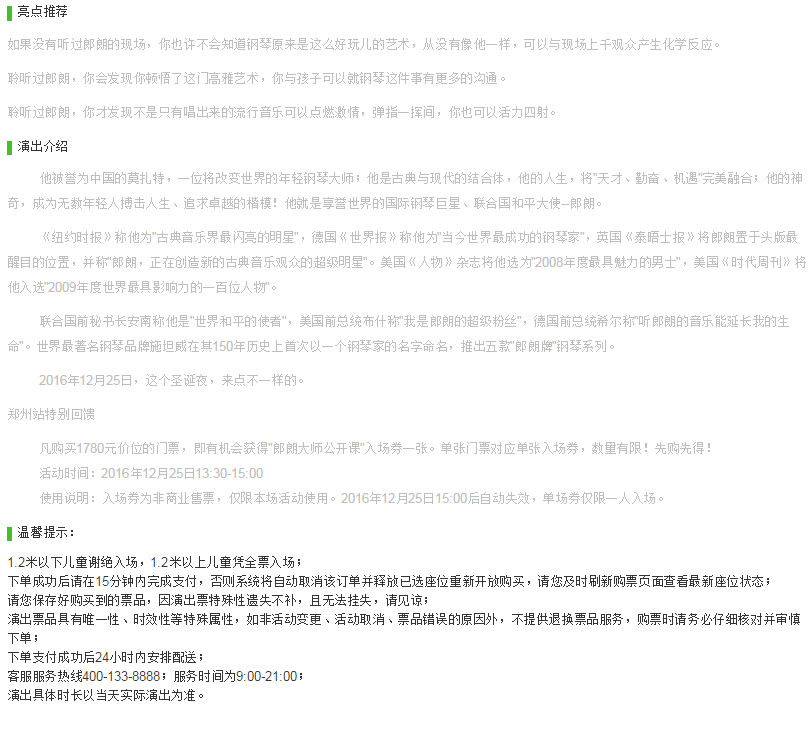 亮点推荐
如果没有听过郎朗的现场，你也许不会知道钢琴原来是这么好玩儿的艺术，从没有像他一样，可以与现场上千观众产生化学反应。
聆听过郎朗，你会发现你顿悟了这门高雅艺术，你与孩子可以就钢琴这件事有更多的沟通。
聆听过郎朗，你才发现不是只有唱出来的流行音乐可以点燃激情，弹指一挥间，你也可以活力四射。
演出介绍
他被誉为中国的莫扎特，一位将改变世界的年轻钢琴大师；他是古典与现代的结合体，他的人生，将"天才、勤奋、机遇"完美融合；他的神
奇，成为无数年轻人搏击人生、追求卓越的楷模！他就是享誉世界的国际钢琴巨星、联合国和平大使--郎朗。
《纽约时报》称他为"古典音乐界最闪亮的明星"，德国《世界报》称他为"当今世界最成功的钢琴家"，英国《泰晤士报》将郎朗置于头版最
醒目的位置，并称"郎朗，正在创造新的古典音乐观众的超级明星"。美国《人物》杂志将他选为"2008年度最具魅力的男士"，美国《时代周刊》将
他入选"2009年度世界最具影响力的一百位人物"。
联合国前秘书长安南称他是"世界和平的使者"，美国前总统布什称"我是郎朗的超级粉丝"，德国前总统希尔称"听郎朗的音乐能延长我的生
命"。世界最著名钢琴品牌施坦威在其150年历史上首次以一个钢琴家的名字命名，推出五款"郎朗牌"钢琴系列。
2016年12月25日，这个圣诞夜，来点不一样的。
郑州站特别回馈
凡购买1780元价位的门票，即有机会获得"郎朗大师公开课"入场券一张。单张门票对应单张入场券，数量有限！先购先得！
活动时间：2016年12月25日13:30-15:00
使用说明：入场券为非商业售票，仅限本场活动使用。2016年12月25日15:00后自动失效，单场券仅限一人入场。
温馨提示：
1.2米以下儿童谢绝入场，1.2米以上儿童凭全票入场；
下单成功后请在15分钟内完成支付，否则系统将自动取消该订单并释放已选座位重新开放购买，请您及时刷新购票页面查看最新座位状态；
请您保存好购买到的票品，因演出票特殊性遗失不补，且无法挂失，请见谅；
演出票品具有唯一性、时效性等特殊属性，如非活动变更、活动取消、票品错误的原因外，不提供退换票品服务，购票时请务必仔细核对并审慎
下单；
下单支付成功后24小时内安排配送；
客服服务热线400-133-8888；服务时间为9:00-21:00；
演出具体时长以当天实际演出为准。